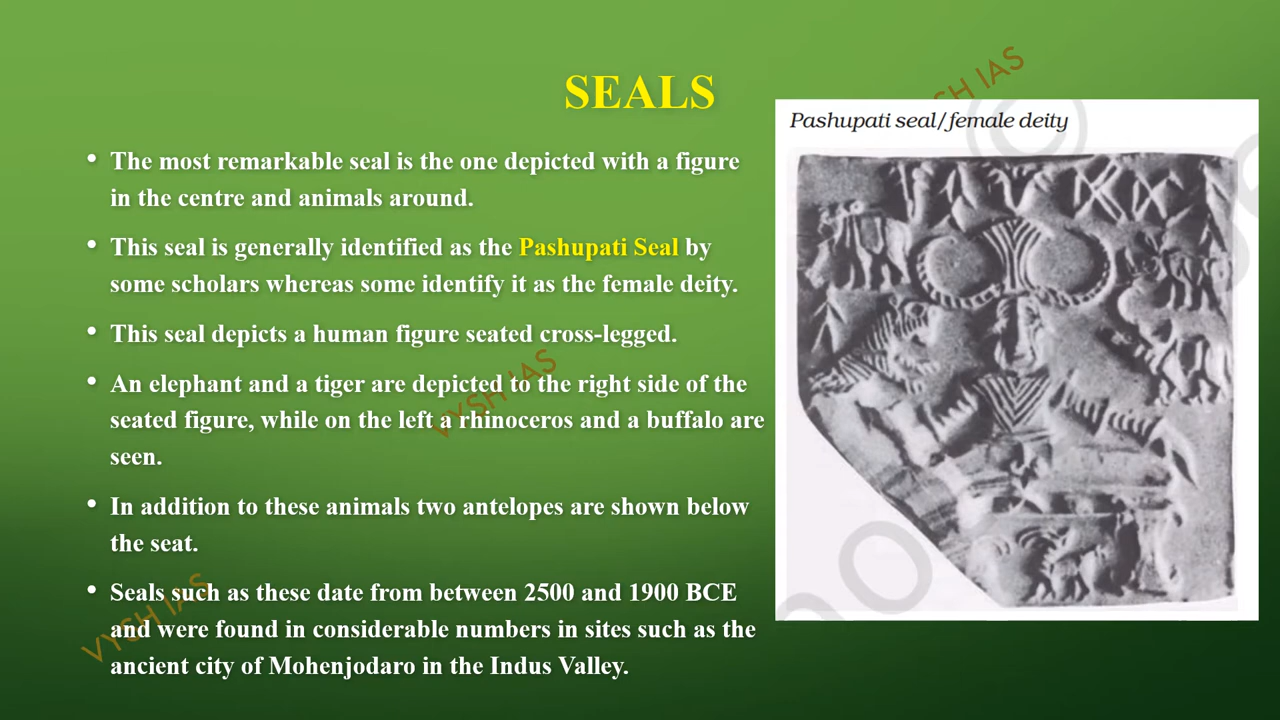 SEALS
SH IAS
Pashupati seal/female deity
• The most remarkable seal is the one depicted with a figure
in the centre and animals around.
• This seal is generally identified as the Pashupati Seal by
some scholars whereas some identify it as the female deity.
• This seal depicts a human figure seated cross-legged.
• An elephant and a tiger are depicted to the right side of the
seated figure, while on the left a rhinoceros and a buffalo are
seen.
VYSH IAS
• In addition to these animals two antelopes are shown below
the seat.
• Seals such as these date from between 2500 and 1900 BCE
and were found in considerable numbers in sites such as the
ancient city of Mohenjodaro in the Indus Valley.
VYSH IAS